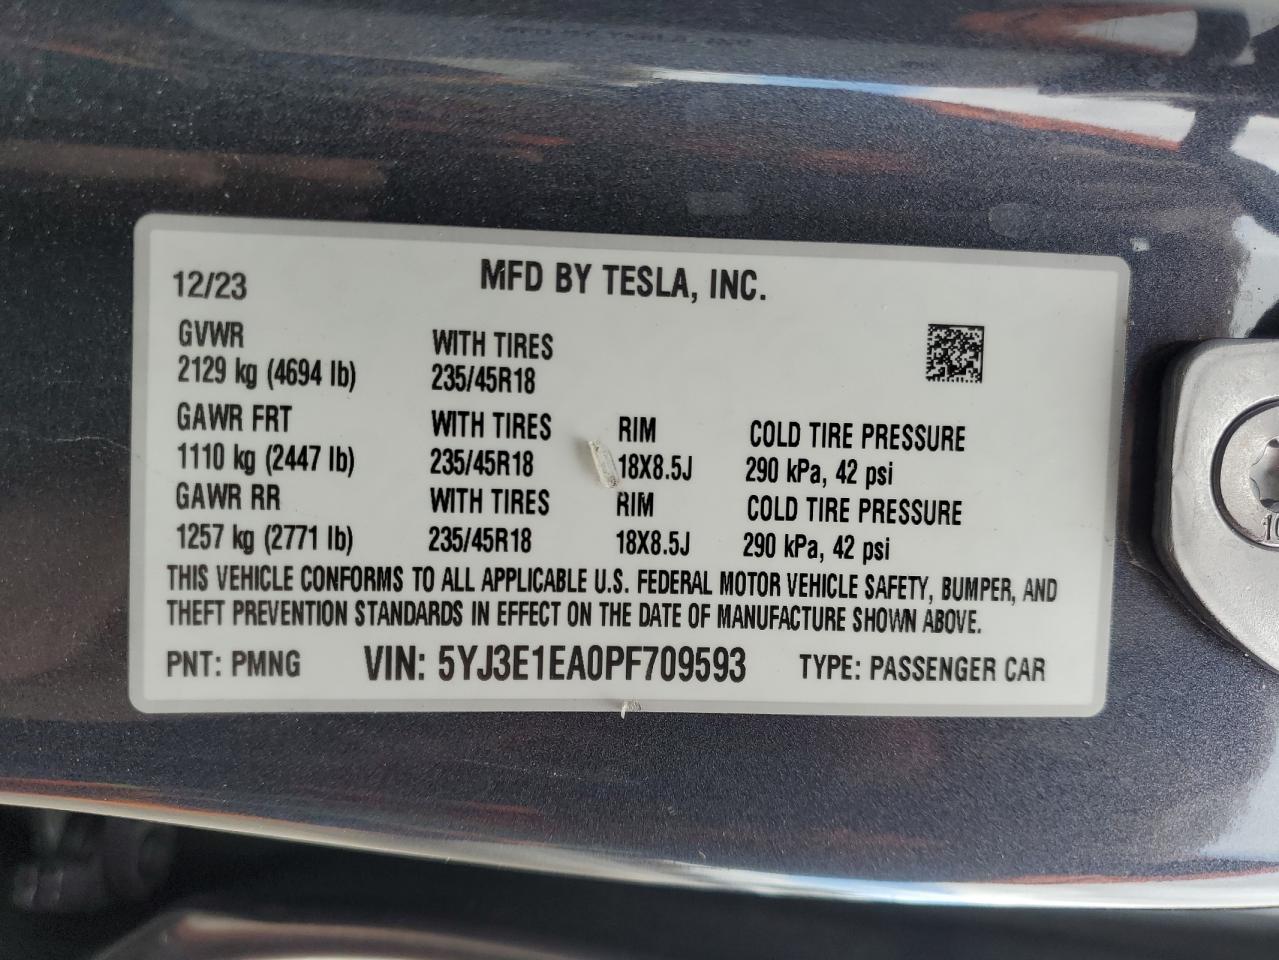 12/23 MFD BY TESLA, INC.
GVWR WITH TIRES
2129 kg (4694 lb) 235/45R18
GAWR FRT WITH TIRES RIM COLD TIRE PRESSURE
1110 kg (2447 lb) 235/45R18 18X8.5J 290 kPa, 42 psi
GAWR RR WITH TIRES RIM COLD TIRE PRESSURE
1257 kg (2771 lb) 235/45R18 18X8.5J 290 kPa, 42 psi
THIS VEHICLE CONFORMS TO ALL APPLICABLE U.S. FEDERAL MOTOR VEHICLE SAFETY, BUMPER, AND
THEFT PREVENTION STANDARDS IN EFFECT ON THE DATE OF MANUFACTURE SHOWN ABOVE.
PNT: PMNG VIN: 5YJ3E1EA0PF709593 TYPE: PASSENGER CAR